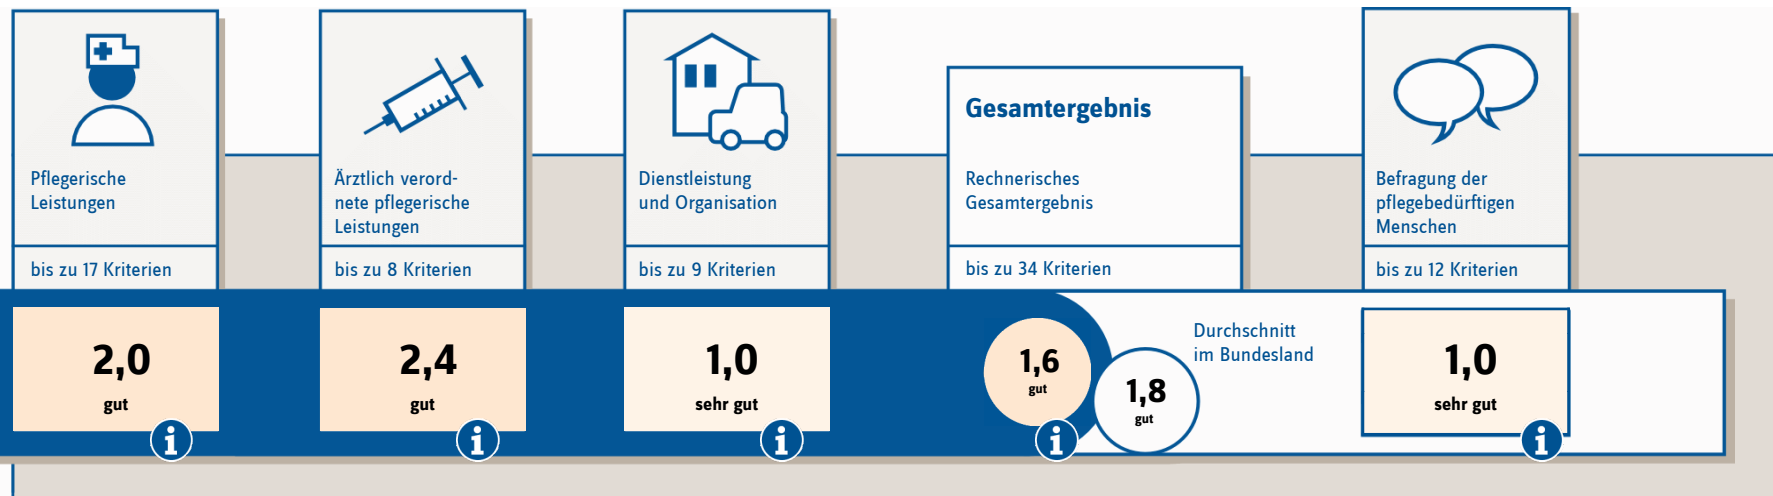 Pflegerische
Leistungen
bis zu 17 Kriterien
2,0
gut
i
Ärztlich verord-
nete pflegerische
Leistungen
bis zu 8 Kriterien
2,4
gut
i
Dienstleistung
und Organisation
bis zu 9 Kriterien
1,0
sehr gut
i
Gesamtergebnis
Rechnerisches
Gesamtergebnis
bis zu 34 Kriterien
1,6
gut
i
Durchschnitt
im Bundesland
1,8
gut
Befragung der
pflegebedürftigen
Menschen
bis zu 12 Kriterien
1,0
sehr gut
i